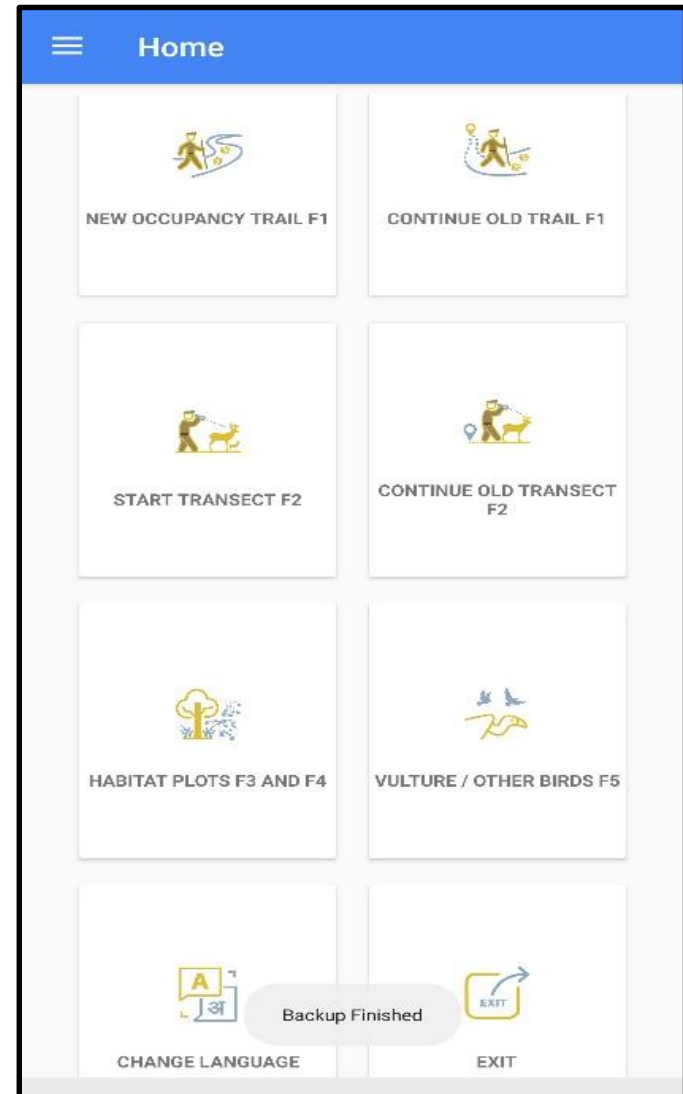 Home
NEW OCCUPANCY TRAIL F1
CONTINUE OLD TRAIL F1
START TRANSECT F2
CONTINUE OLD TRANSECT
F2
HABITAT PLOTS F3 AND F4
VULTURE / OTHER BIRDS F5
A
अ
EXIT
Backup Finished
CHANGE LANGUAGE
EXIT